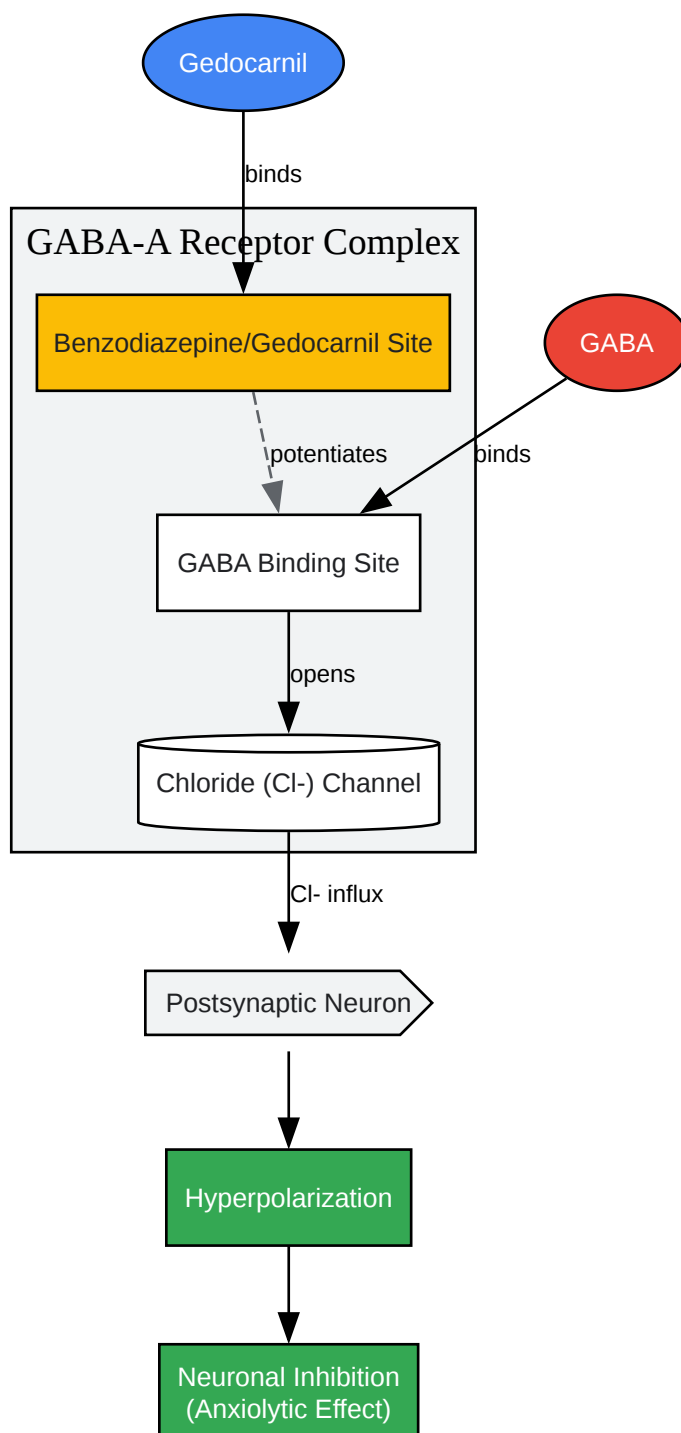 Gedocarnil
binds
GABA-A Receptor Complex
Benzodiazepine/Gedocarnil Site
GABA
potentiates
binds
GABA Binding Site
opens
Chloride (Cl-) Channel
Cl- influx
Postsynaptic Neuron
Hyperpolarization
Neuronal Inhibition
(Anxiolytic Effect)